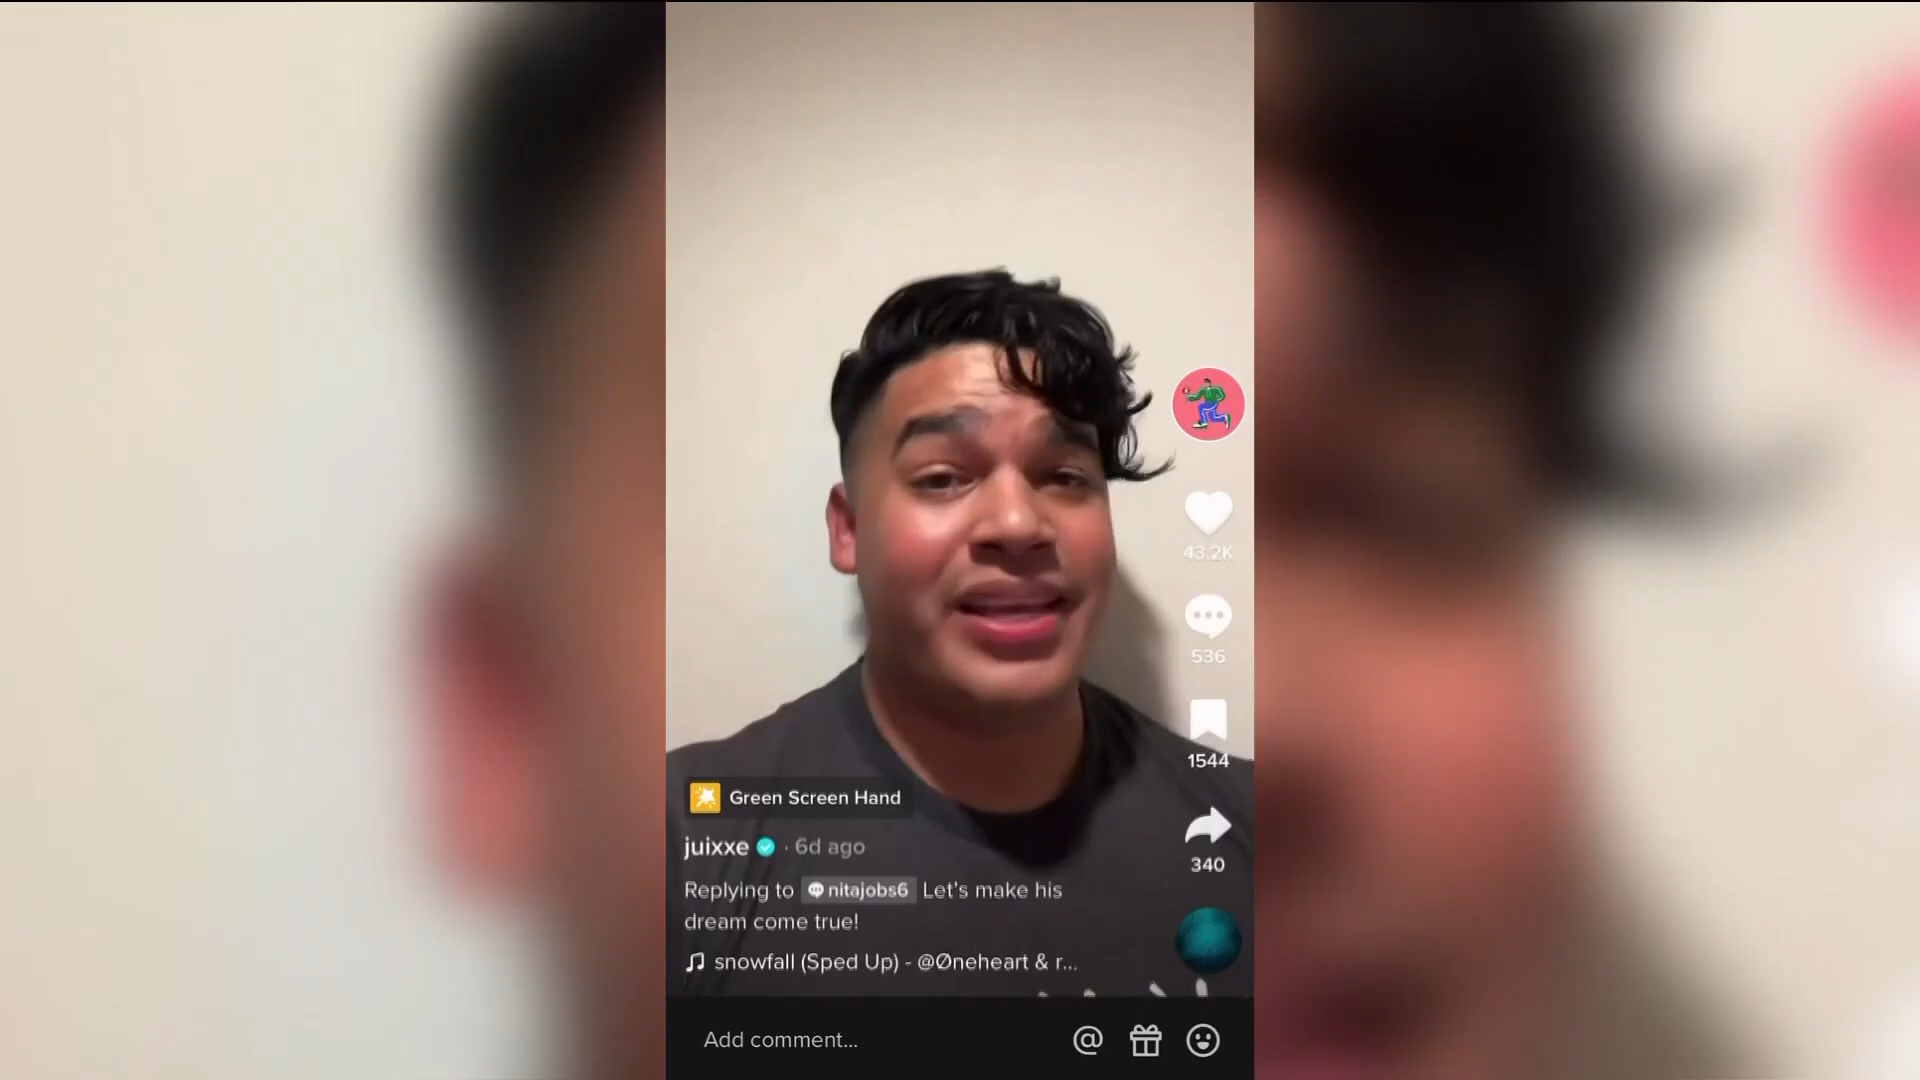 43.2K
536
1544
Green Screen Hand
juixxe · 6d ago
340
Replying to nitajobs6 Let's make his
dream come true!
snowfall (Sped Up) - @Øneheart & r...
Add comment...